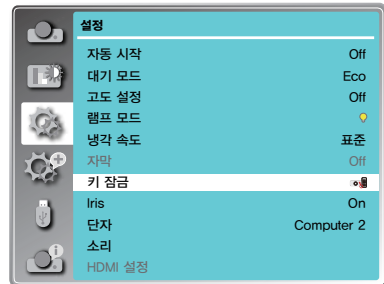 설정
자동 시작 Off
대기 모드 Eco
고도 설정 Off
램프 모드
냉각 속도 표준
자막 Off
키 잠금
Iris On
단자 Computer 2
소리
HDMI 설정